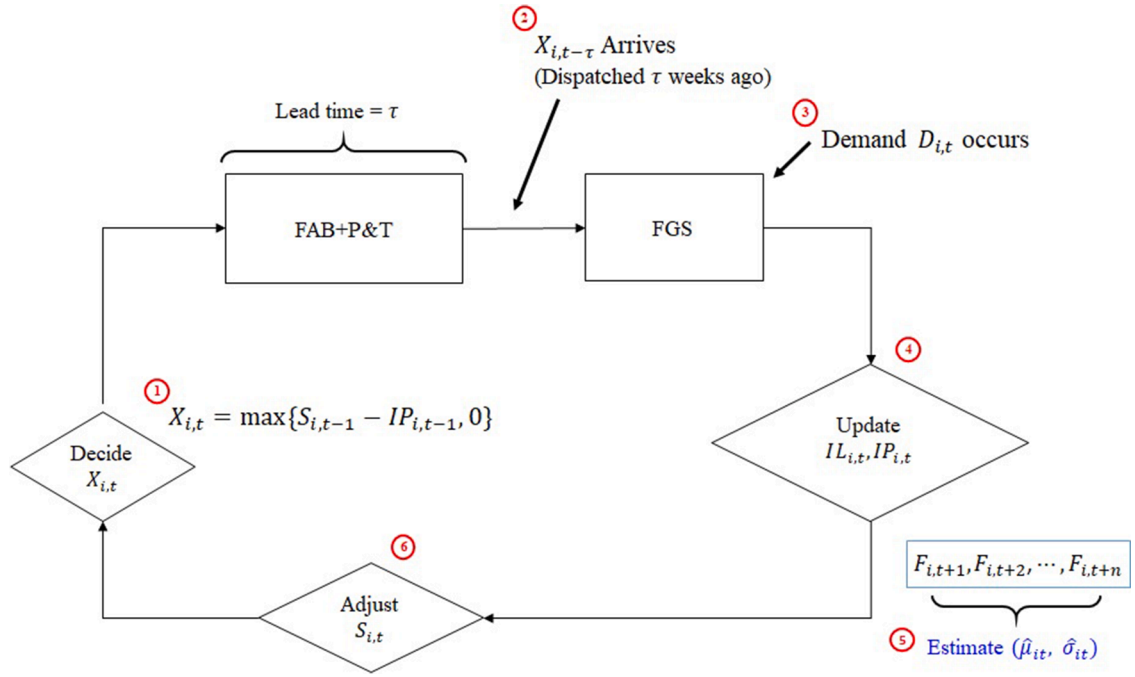 ②
X_{i,t−τ} Arrives
(Dispatched τ weeks ago)
③
Demand D_{i,t} occurs
Lead time = τ
FAB+P&T
FGS
④
Update
IL_{i,t}, IP_{i,t}
①
X_{i,t} = max{S_{i,t−1} − IP_{i,t−1}, 0}
Decide
X_{i,t}
⑥
Adjust
S_{i,t}
F_{i,t+1}, F_{i,t+2}, ⋯, F_{i,t+n}
⑤ Estimate (μ̂_{it}, σ̂_{it})